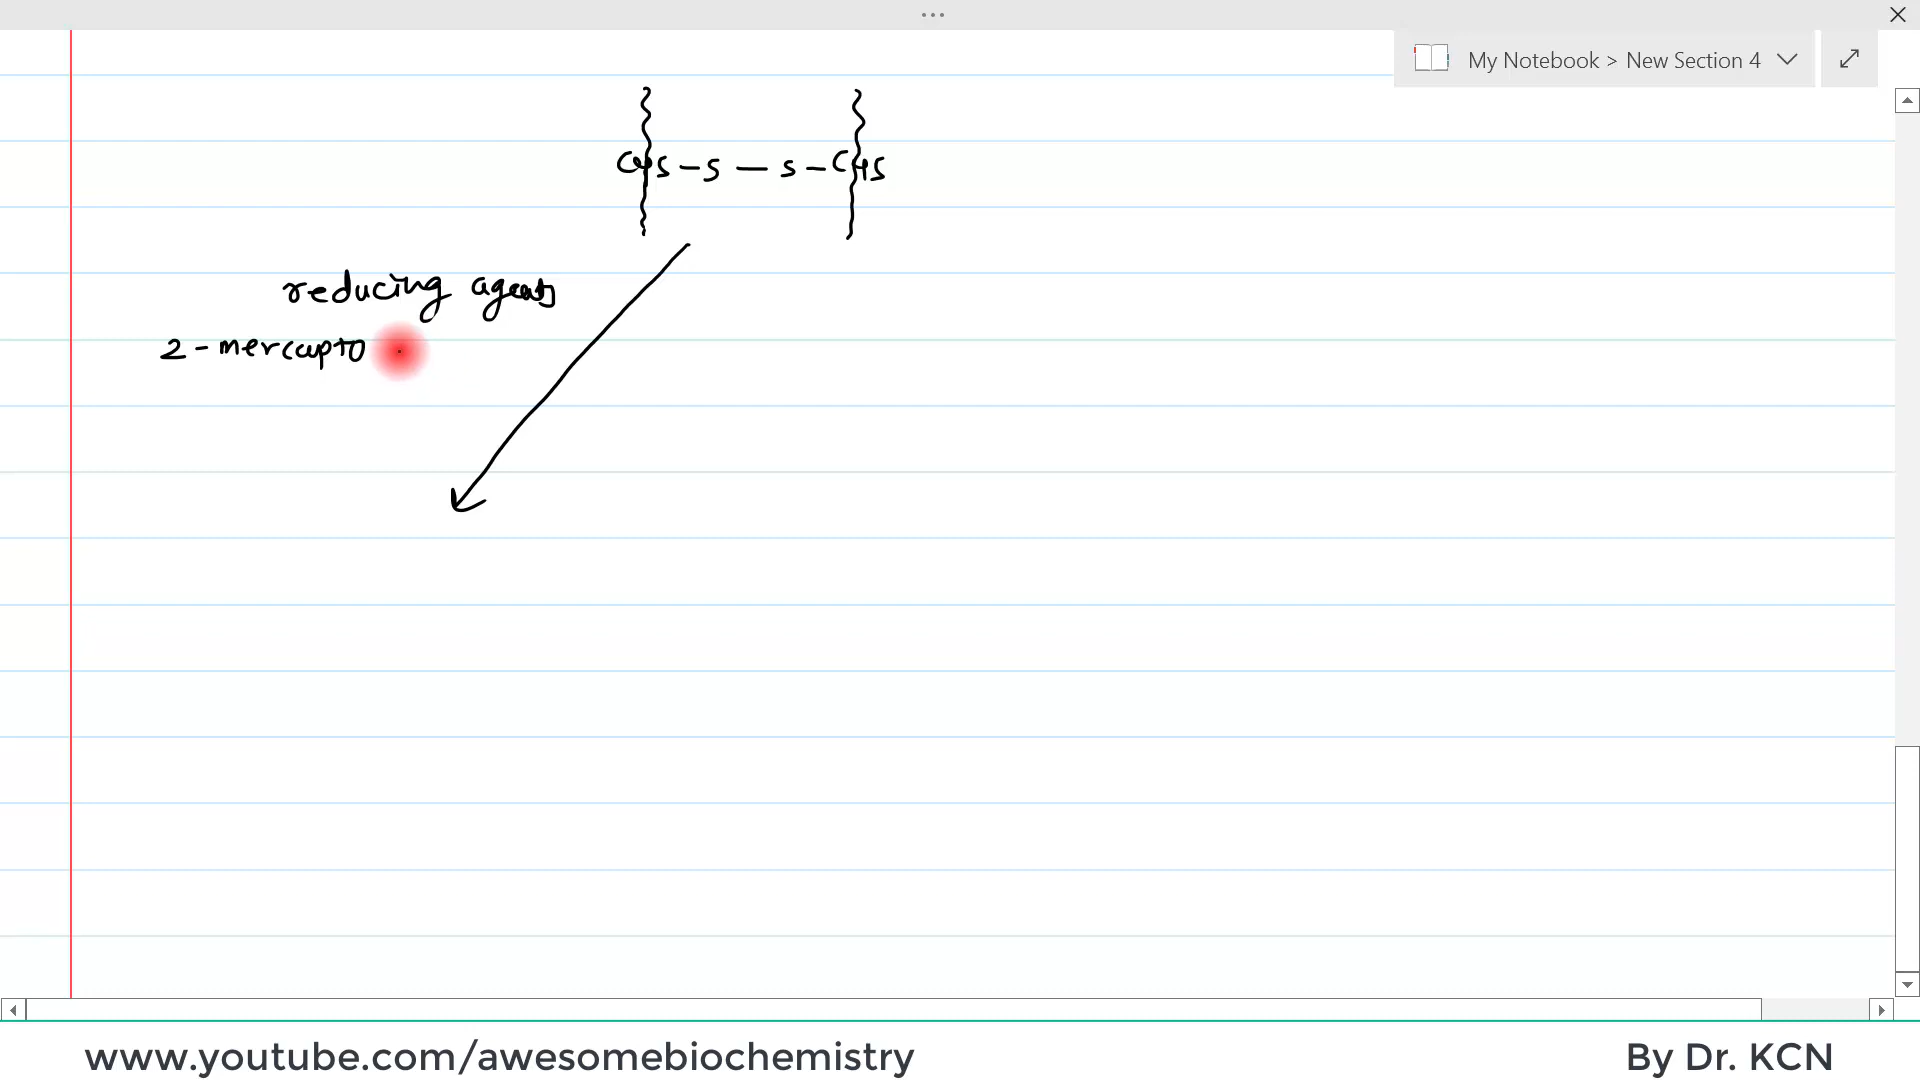 My Notebook > New Section 4
Cys - S - S - Cys
reducing agents
2-mercapto
www.youtube.com/awesomebiochemistry
By Dr. KCN